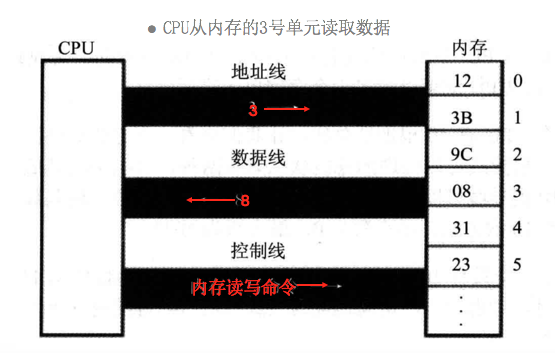 CPU从内存的3号单元读取数据
CPU
内存
地址线
3
数据线
8
控制线
内存读写命令
12 0
3B 1
9C 2
08 3
31 4
23 5